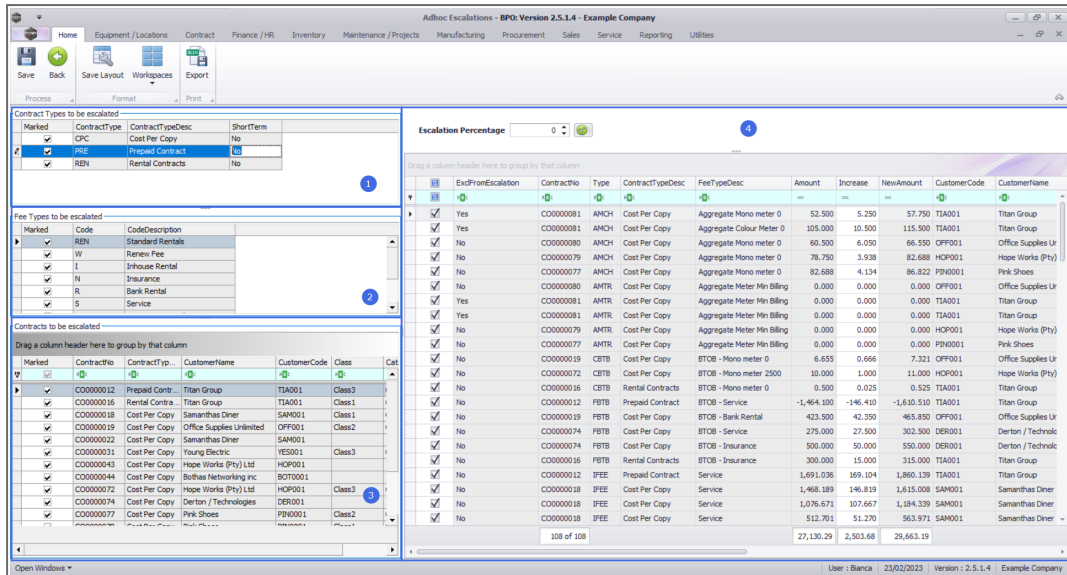 Adhoc Escalations - BPO: Version 2.5.1.4 - Example Company
Home Equipment / Locations Contract Finance / HR Inventory Maintenance / Projects Manufacturing Procurement Sales Service Reporting Utilities
Save Back Save Layout Workspaces Export
Process Format Print
Contract Types to be escalated
Marked ContractType ContractTypeDesc ShortTerm
CPC Cost Per Copy No
PRE Prepaid Contract No
REN Rental Contracts No
1
Fee Types to be escalated
Marked Code CodeDescription
REN Standard Rentals
W Renew Fee
I Inhouse Rental
N Insurance
R Bank Rental
S Service
2
Contracts to be escalated
Drag a column header here to group by that column
Marked ContractNo ContractTyp... CustomerName CustomerCode Class Cat
CO0000012 Prepaid Contr... Titan Group TIA001 Class3
CO0000016 Rental Contra... Titan Group TIA001 Class1
CO0000018 Cost Per Copy Samanthas Diner SAM001 Class1
CO0000019 Cost Per Copy Office Supplies Unlimited OFF001 Class2
CO0000022 Cost Per Copy Samanthas Diner SAM001
CO0000031 Cost Per Copy Young Electric YES001 Class3
CO0000043 Cost Per Copy Hope Works (Pty) Ltd HOP001
CO0000044 Cost Per Copy Bothas Networking inc BOT0001
CO0000072 Cost Per Copy Hope Works (Pty) Ltd HOP001 Class3
CO0000074 Cost Per Copy Derton / Technologies DER001
CO0000077 Cost Per Copy Pink Shoes PIN0001 Class2
3
Escalation Percentage 0
4
Drag a column header here to group by that column
ExclFromEscalation ContractNo Type ContractTypeDesc FeeTypeDesc Amount Increase NewAmount CustomerCode CustomerName
= = =
Yes CO0000081 AMCH Cost Per Copy Aggregate Mono meter 0 52.500 5.250 57.750 TIA001 Titan Group
Yes CO0000081 AMCH Cost Per Copy Aggregate Colour Meter 0 105.000 10.500 115.500 TIA001 Titan Group
No CO0000080 AMCH Cost Per Copy Aggregate Mono meter 0 60.500 6.050 66.550 OFF001 Office Supplies Un
No CO0000079 AMCH Cost Per Copy Aggregate Mono meter 0 78.750 3.938 82.688 HOP001 Hope Works (Pty)
No CO0000077 AMCH Cost Per Copy Aggregate Mono meter 0 82.688 4.134 86.822 PIN0001 Pink Shoes
No CO0000080 AMTR Cost Per Copy Aggregate Meter Min Billing 0.000 0.000 0.000 OFF001 Office Supplies Un
Yes CO0000081 AMTR Cost Per Copy Aggregate Meter Min Billing 0.000 0.000 0.000 TIA001 Titan Group
Yes CO0000081 AMTR Cost Per Copy Aggregate Meter Min Billing 0.000 0.000 0.000 TIA001 Titan Group
No CO0000079 AMTR Cost Per Copy Aggregate Meter Min Billing 0.000 0.000 0.000 HOP001 Hope Works (Pty)
No CO0000077 AMTR Cost Per Copy Aggregate Meter Min Billing 0.000 0.000 0.000 PIN0001 Pink Shoes
No CO0000019 CBTB Cost Per Copy BTOB - Mono meter 0 6.655 0.666 7.321 OFF001 Office Supplies Un
No CO0000072 CBTB Cost Per Copy BTOB - Mono meter 2500 10.000 1.000 11.000 HOP001 Hope Works (Pty)
No CO0000016 CBTB Rental Contracts BTOB - Mono meter 0 0.500 0.025 0.525 TIA001 Titan Group
No CO0000012 FBTB Prepaid Contract BTOB - Service -1,464.100 -146.410 -1,610.510 TIA001 Titan Group
No CO0000019 FBTB Cost Per Copy BTOB - Bank Rental 423.500 42.350 465.850 OFF001 Office Supplies Un
No CO0000074 FBTB Cost Per Copy BTOB - Service 275.000 27.500 302.500 DER001 Derton / Technolo
No CO0000074 FBTB Cost Per Copy BTOB - Insurance 500.000 50.000 550.000 DER001 Derton / Technolo
No CO0000016 FBTB Rental Contracts BTOB - Insurance 300.000 15.000 315.000 TIA001 Titan Group
No CO0000012 IFEE Prepaid Contract Service 1,691.036 169.104 1,860.139 TIA001 Titan Group
No CO0000018 IFEE Cost Per Copy Service 1,468.189 146.819 1,615.008 SAM001 Samanthas Diner
No CO0000018 IFEE Cost Per Copy Service 1,076.671 107.667 1,184.339 SAM001 Samanthas Diner
No CO0000018 IFEE Cost Per Copy Service 512.701 51.270 563.971 SAM001 Samanthas Diner
108 of 108 27,130.29 2,503.68 29,663.19
Open Windows User : Bianca 23/02/2023 Version : 2.5.1.4 Example Company